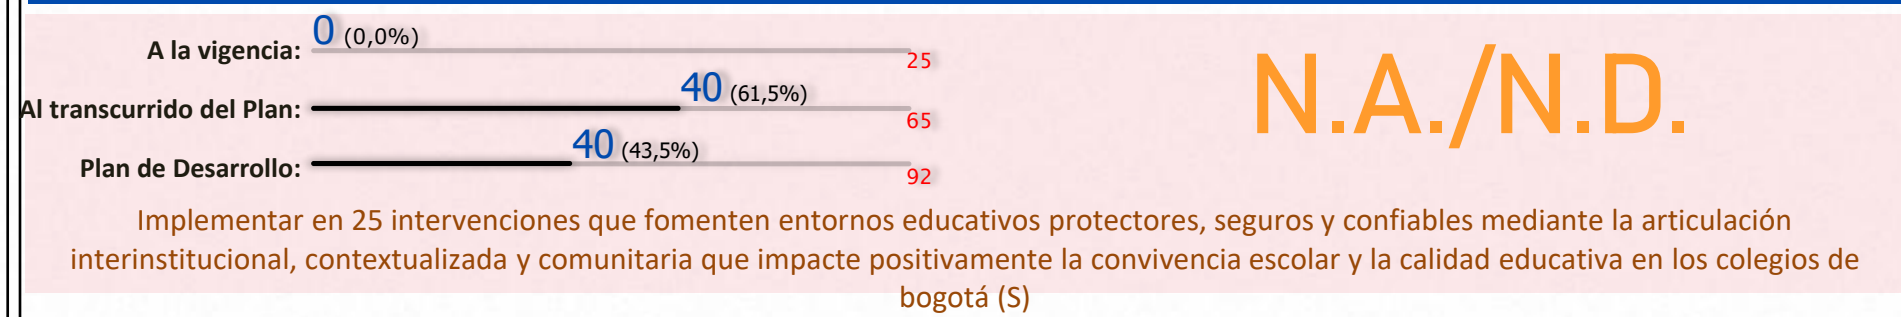 A la vigencia: 0 (0,0%) 25
Al transcurrido del Plan: 40 (61,5%) 65
Plan de Desarrollo: 40 (43,5%) 92
N.A./N.D.
Implementar en 25 intervenciones que fomenten entornos educativos protectores, seguros y confiables mediante la articulación
interinstitucional, contextualizada y comunitaria que impacte positivamente la convivencia escolar y la calidad educativa en los colegios de
bogotá (S)